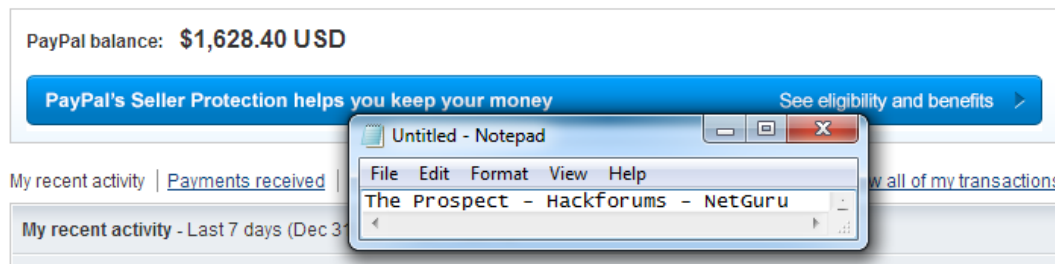 PayPal balance: $1,628.40 USD
PayPal's Seller Protection helps you keep your money See eligibility and benefits >
Untitled - Notepad
File Edit Format View Help
The Prospect - Hackforums - NetGuru
My recent activity | Payments received | all of my transactions
My recent activity - Last 7 days (Dec